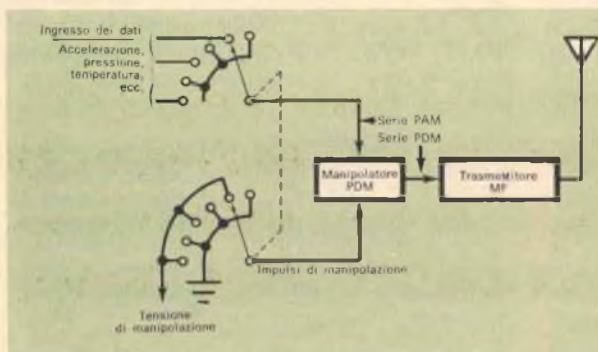 Ingresso dei dati
Accelerazione,
pressione,
temperatura,
ecc.
Serie PAM
Serie PDM
Manipolatore
PDM
Trasmettitore
MF
Impulsi di manipolazione
Tensione
di manipolazione